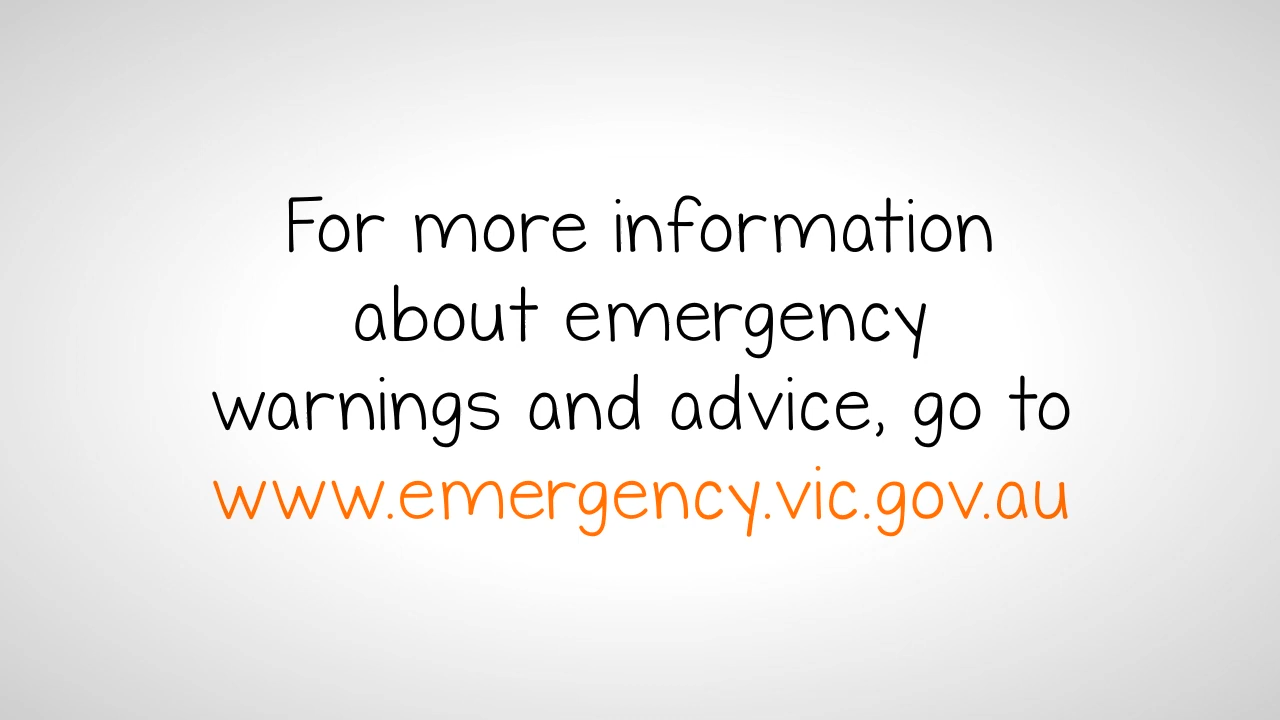 For more information
about emergency
warnings and advice, go to
www.emergency.vic.gov.au